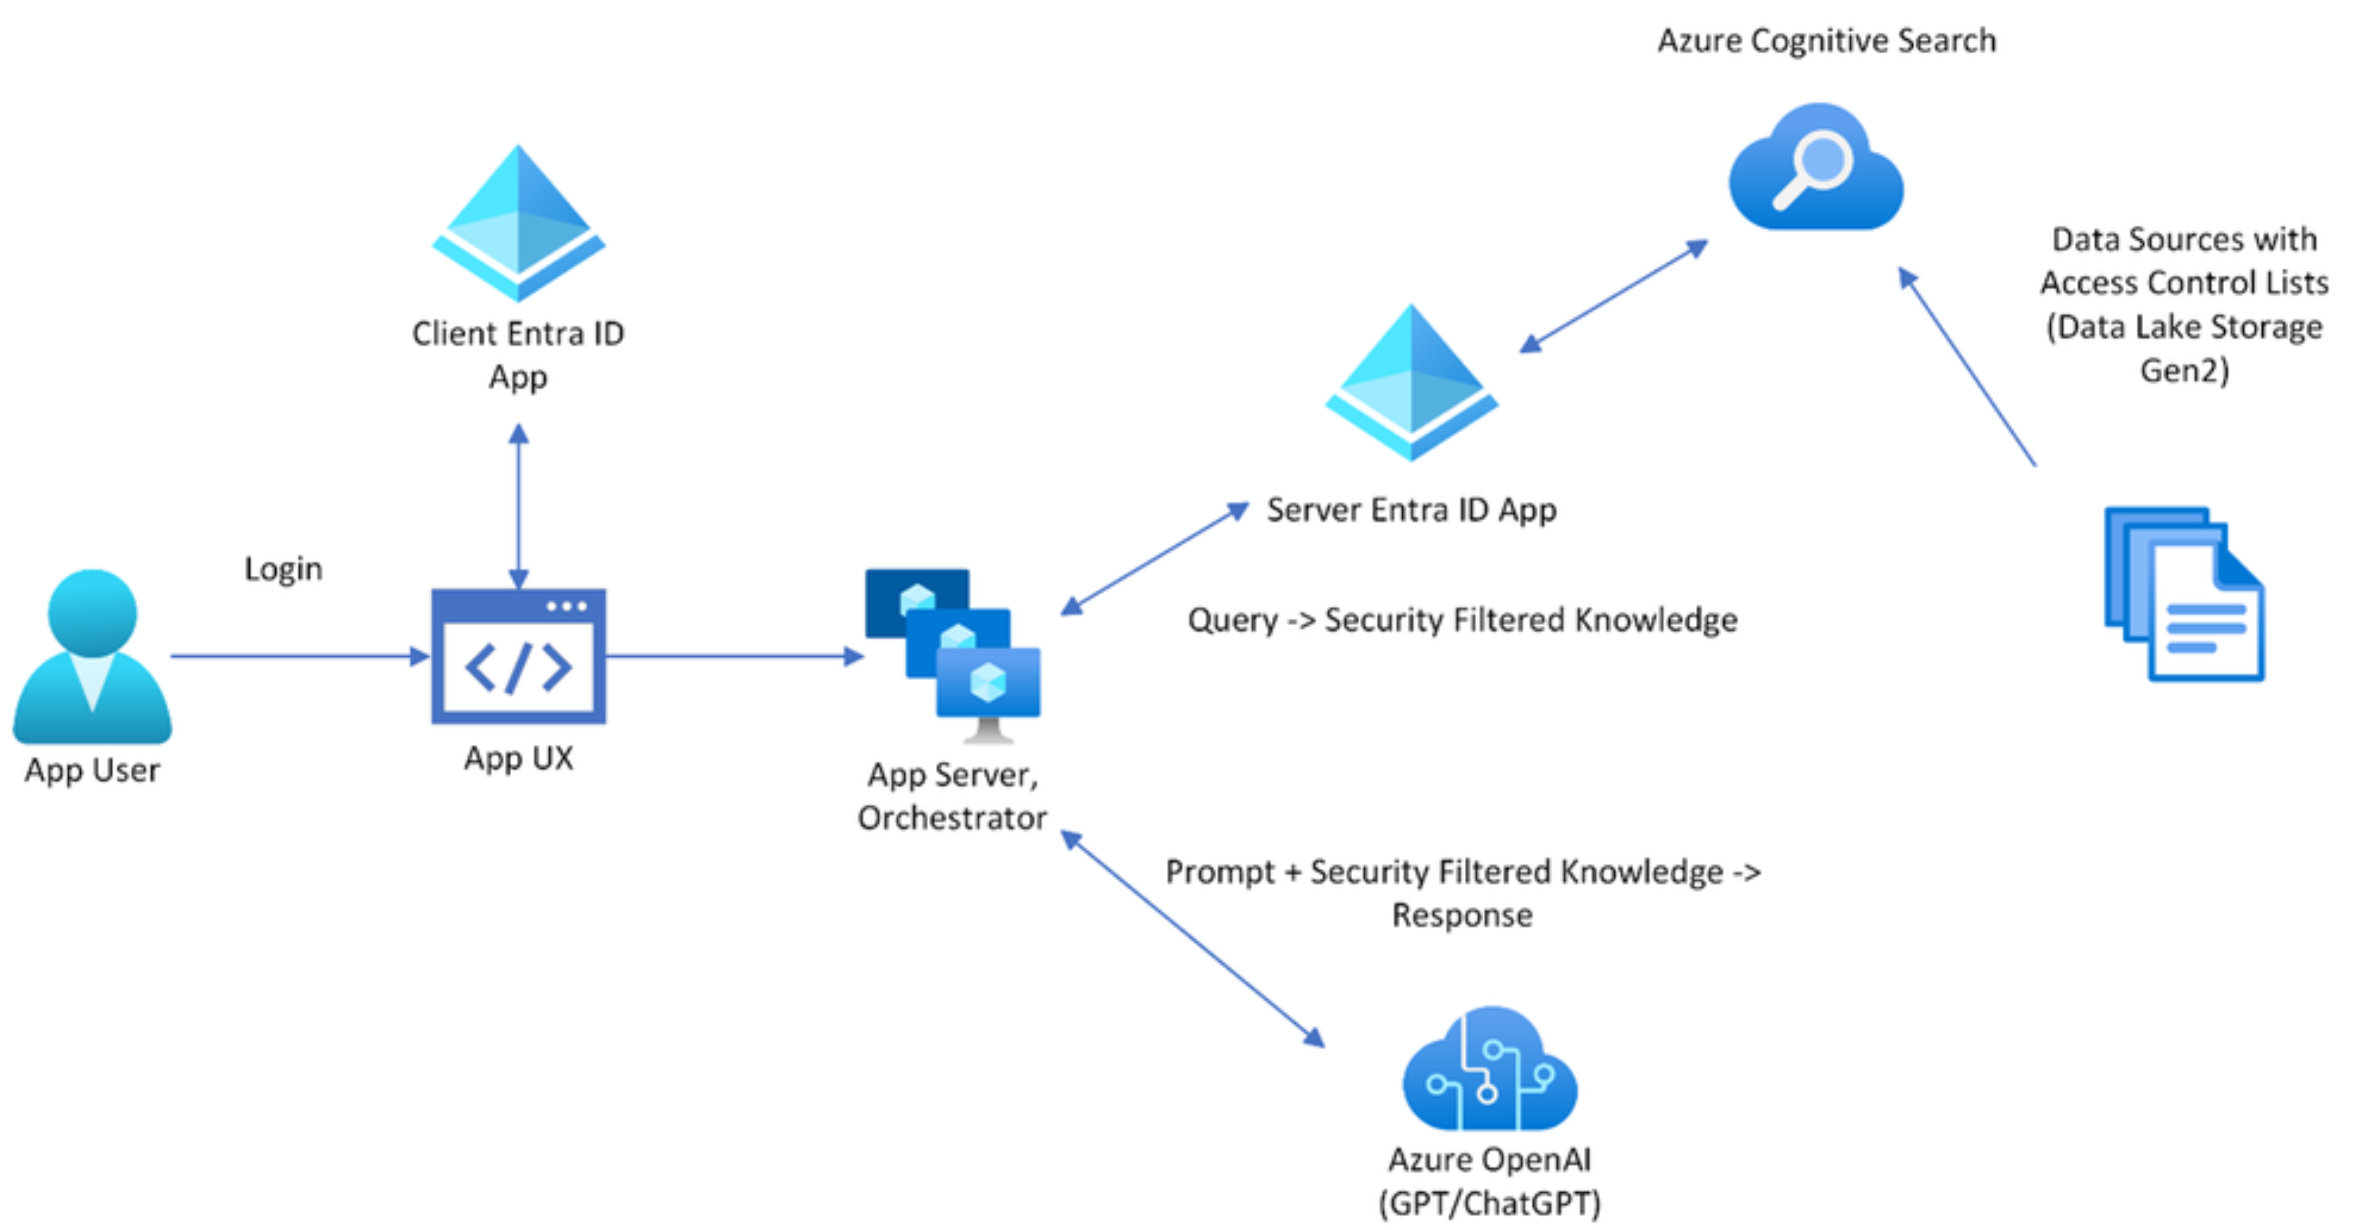 Azure Cognitive Search
Data Sources with
Access Control Lists
(Data Lake Storage
Gen2)
Client Entra ID
App
Server Entra ID App
Login
Query -> Security Filtered Knowledge
App User
App UX
App Server,
Orchestrator
Prompt + Security Filtered Knowledge ->
Response
Azure OpenAI
(GPT/ChatGPT)